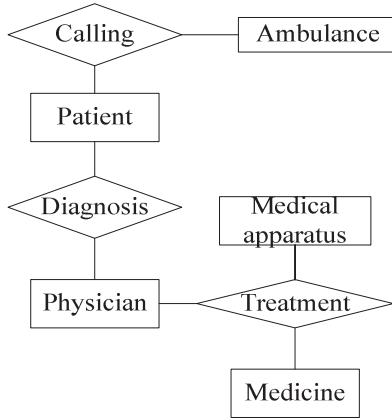 Calling
Ambulance
Patient
Diagnosis
Medical
apparatus
Physician
Treatment
Medicine